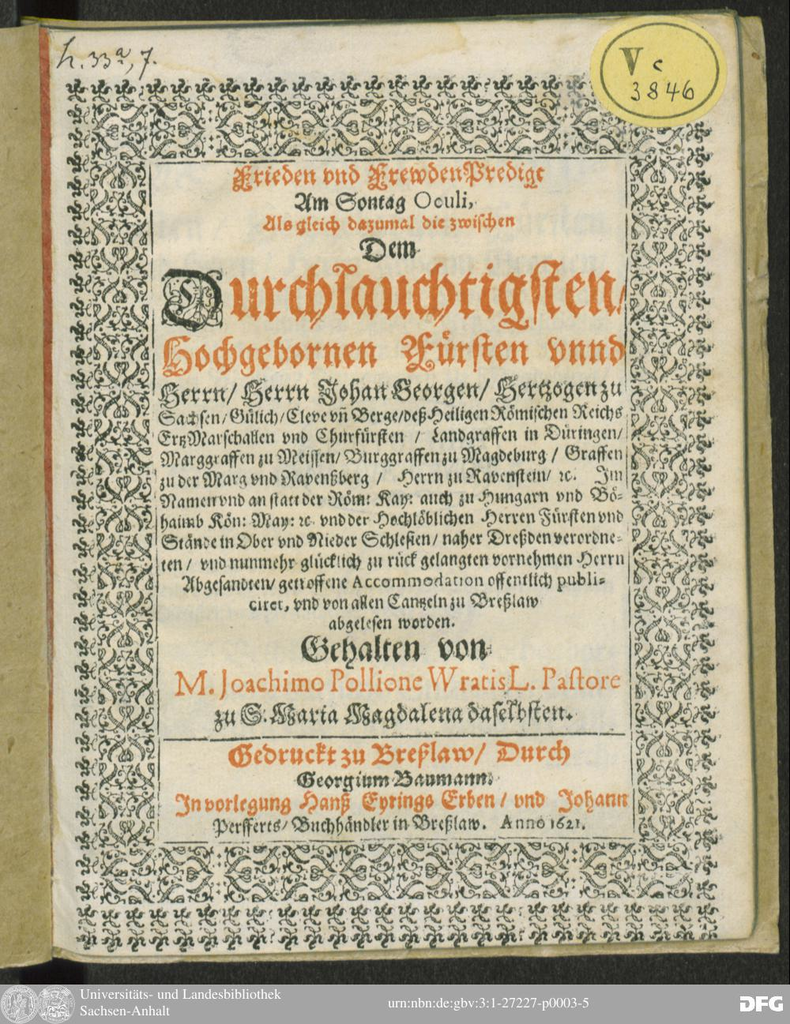 h. 33a, 7.
V c
3846
Frieden vnd FrewdenPredigt
Am Sontag Oculi,
Als gleich dazumal die zwischen
Dem
Durchlauchtigsten/
Hochgebornen Fürsten vnnd
Herrn/ Herrn Johan Georgen/ Hertzogen zu
Sachsen/ Gülich/ Cleve vñ Berge/ deß Heiligen Römischen Reichs
ErtzMarschallen vnd Churfürsten / Landgraffen in Düringen/
Marggraffen zu Meissen/ Burggraffen zu Magdeburg / Graffen
zu der Marg vnd Ravenßberg / Herrn zu Ravenstein/ ꝛc. Im
Namen vnd an statt der Röm: Kay: auch zu Hungarn vnd Bö-
haimb Kön: May: ꝛc. vnd der Hochlöblichen Herren Fürsten vnd
Stände in Ober vnd Nieder Schlesien/ naher Dreßden verordne-
ten / vnd nunmehr glücklich zu rück gelangten vornehmen Herrn
Abgesandten/ getroffene Accommodation offentlich publi-
ciret, vnd von allen Cantzeln zu Breßlaw
abgelesen worden.
Gehalten von
M. Joachimo Pollione WratisL. Pastore
zu S. Maria Magdalena daselbsten.
Gedruckt zu Breßlaw/ Durch
Georgium Baumann.
In vorlegung Hanß Eyrings Erben / vnd Johann
Persferts/ Buchhändler in Breßlaw. Anno 1621.
Universitäts- und Landesbibliothek
Sachsen-Anhalt
urn:nbn:de:gbv:3:1-27227-p0003-5
DFG